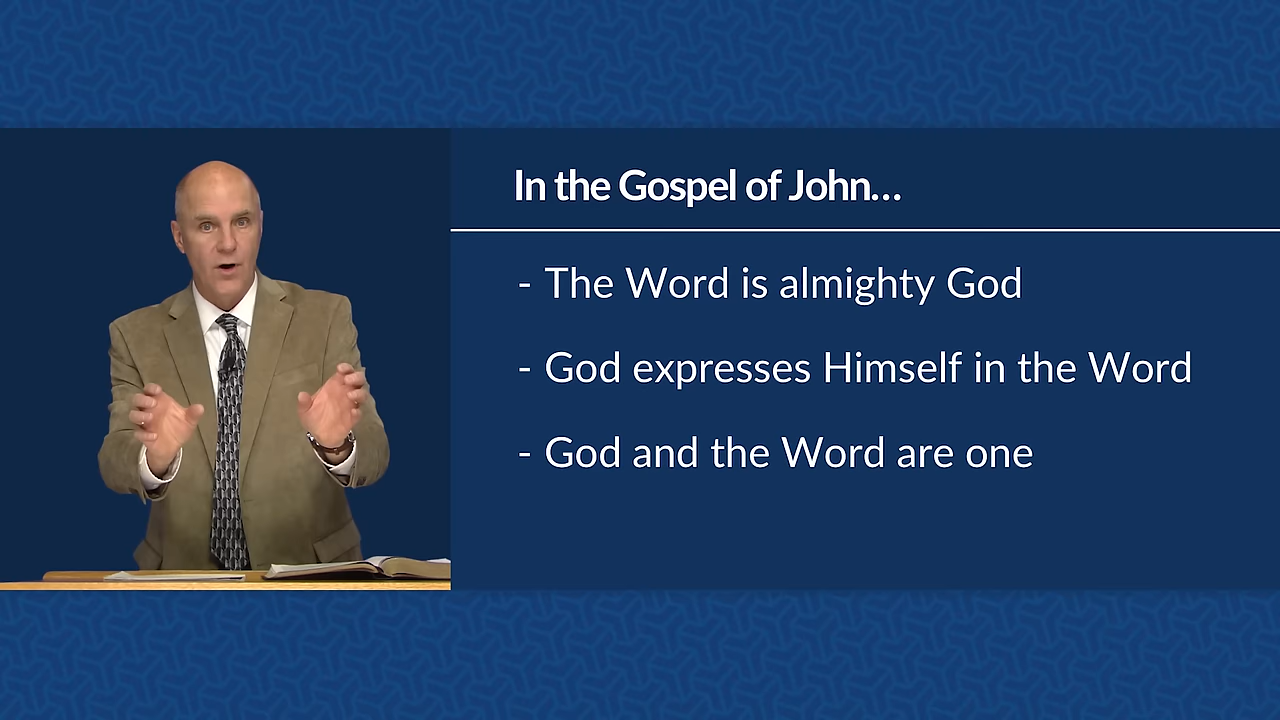 In the Gospel of John...
- The Word is almighty God
- God expresses Himself in the Word
- God and the Word are one